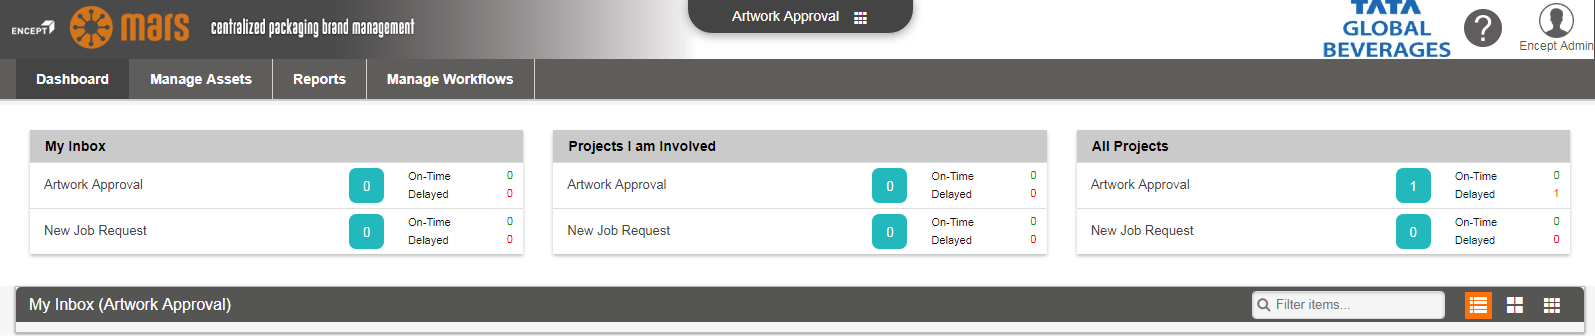 ENCEPT
mars
centralized packaging brand management
Artwork Approval
TATA
GLOBAL
BEVERAGES
?
Encept Admin
Dashboard
Manage Assets
Reports
Manage Workflows
My Inbox
Artwork Approval
0
On-Time 0
Delayed 0
New Job Request
0
On-Time 0
Delayed 0
Projects I am Involved
Artwork Approval
0
On-Time 0
Delayed 0
New Job Request
0
On-Time 0
Delayed 0
All Projects
Artwork Approval
1
On-Time 0
Delayed 1
New Job Request
0
On-Time 0
Delayed 0
My Inbox (Artwork Approval)
Filter items...